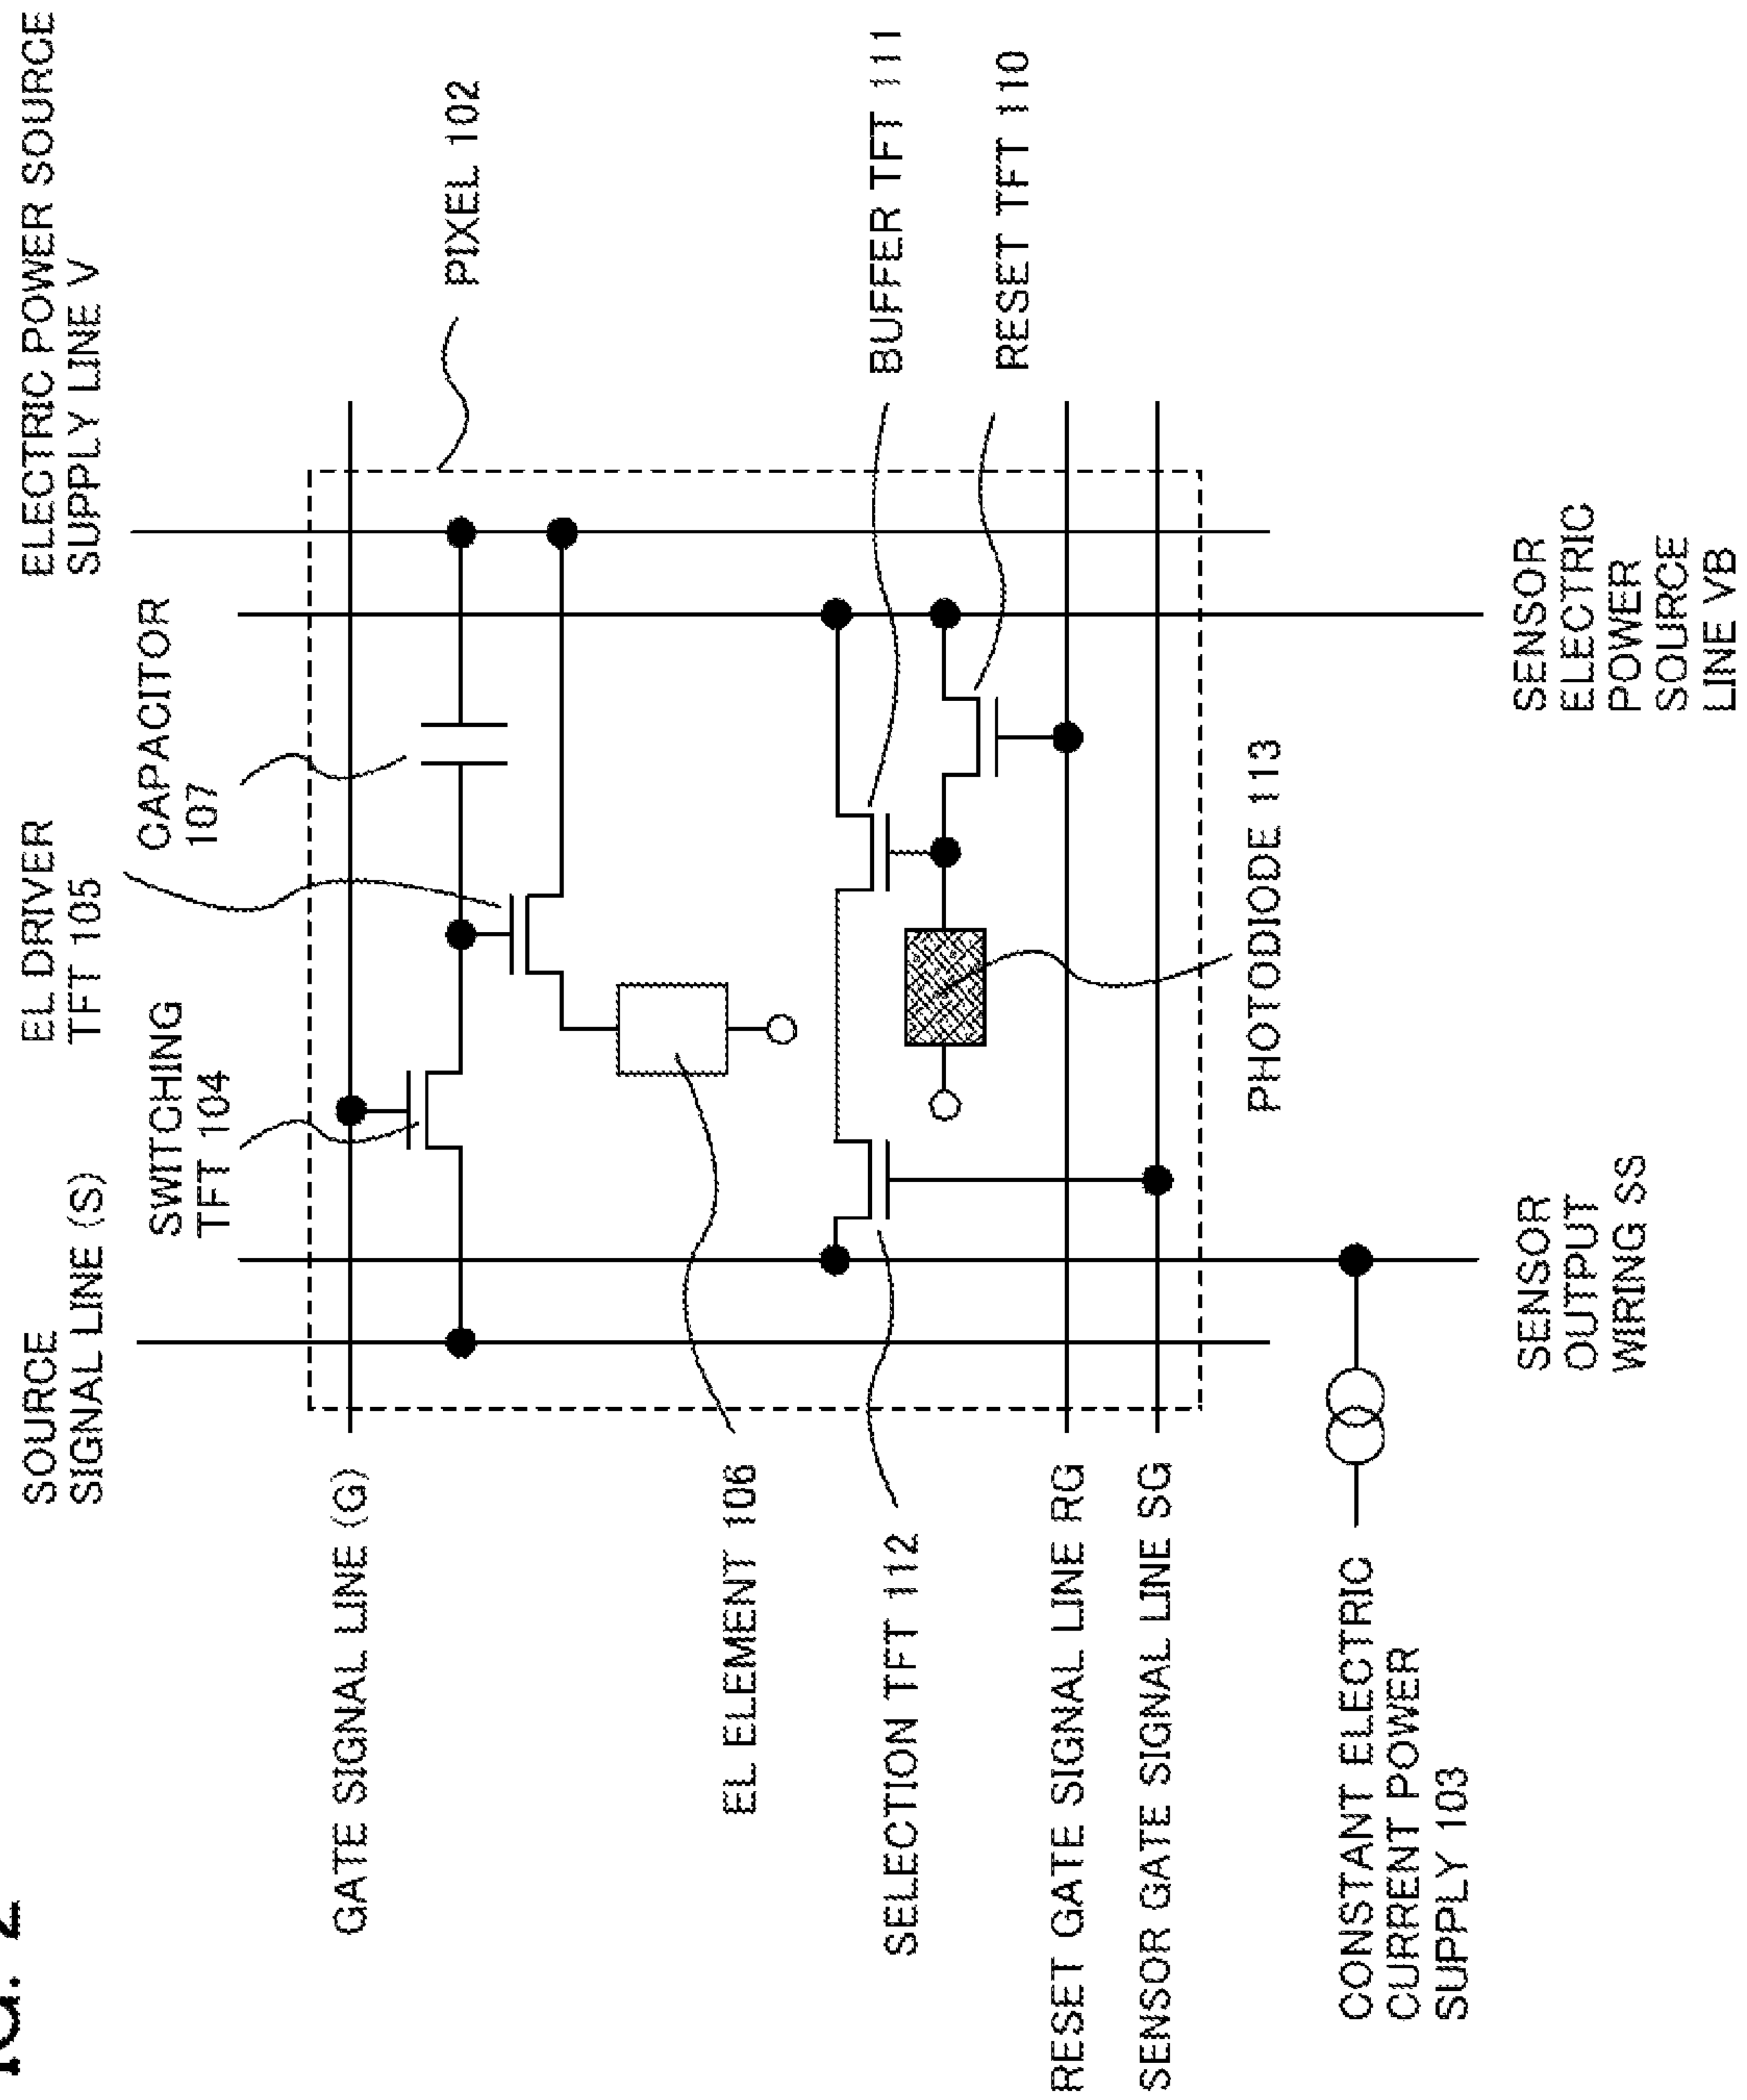 SOURCE
SIGNAL LINE (S)
SWITCHING
TFT 104
EL DRIVER
TFT 105
CAPACITOR
107
ELECTRIC POWER SOURCE
SUPPLY LINE V
GATE SIGNAL LINE (G)
PIXEL 102
EL ELEMENT 106
BUFFER TFT 111
SELECTION TFT 112
RESET TFT 110
RESET GATE SIGNAL LINE RG
SENSOR GATE SIGNAL LINE SG
PHOTODIODE 113
CONSTANT ELECTRIC
CURRENT POWER
SUPPLY 103
SENSOR
OUTPUT
WIRING SS
SENSOR
ELECTRIC
POWER
SOURCE
LINE VB